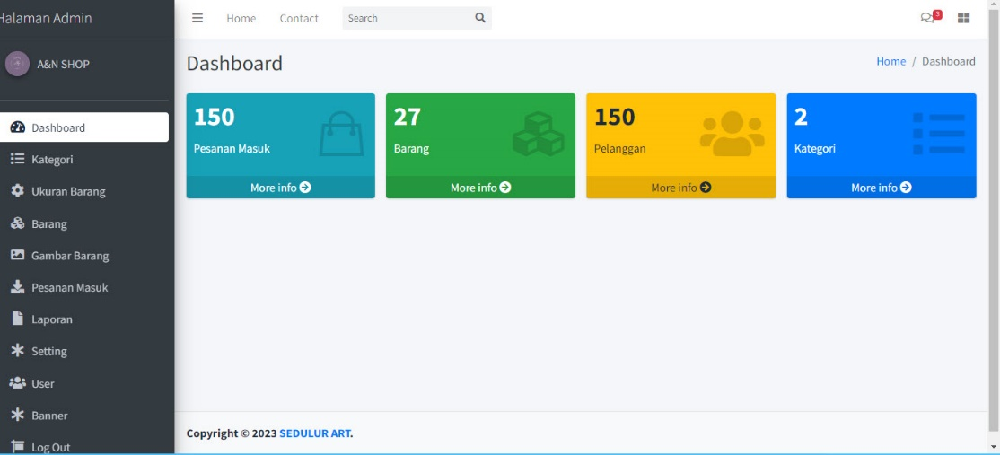 Halaman Admin
Home Contact Search
3
A&N SHOP
Dashboard
Home / Dashboard
Dashboard
Kategori
Ukuran Barang
Barang
Gambar Barang
Pesanan Masuk
Laporan
Setting
User
Banner
Log Out
150
Pesanan Masuk
More info
27
Barang
More info
150
Pelanggan
More info
2
Kategori
More info
Copyright © 2023 SEDULUR ART.